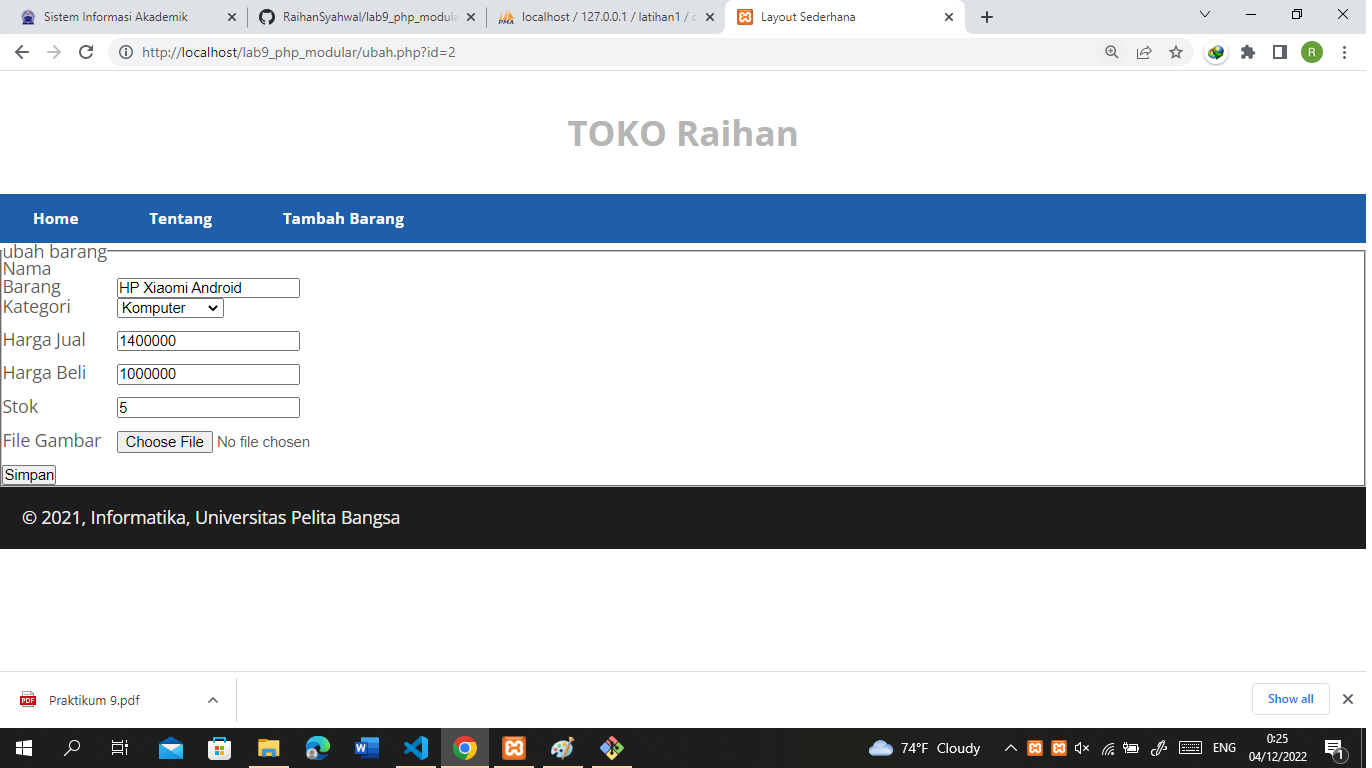 Sistem Informasi Akademik
RaihanSyahwal/lab9_php_modula
localhost / 127.0.0.1 / latihan1 /
Layout Sederhana
http://localhost/lab9_php_modular/ubah.php?id=2
R
TOKO Raihan
Home Tentang Tambah Barang
ubah barang
Nama
Barang HP Xiaomi Android
Kategori Komputer
Harga Jual 1400000
Harga Beli 1000000
Stok 5
File Gambar Choose File No file chosen
Simpan
© 2021, Informatika, Universitas Pelita Bangsa
PDF Praktikum 9.pdf
Show all
74°F Cloudy
ENG
0:25
04/12/2022
1